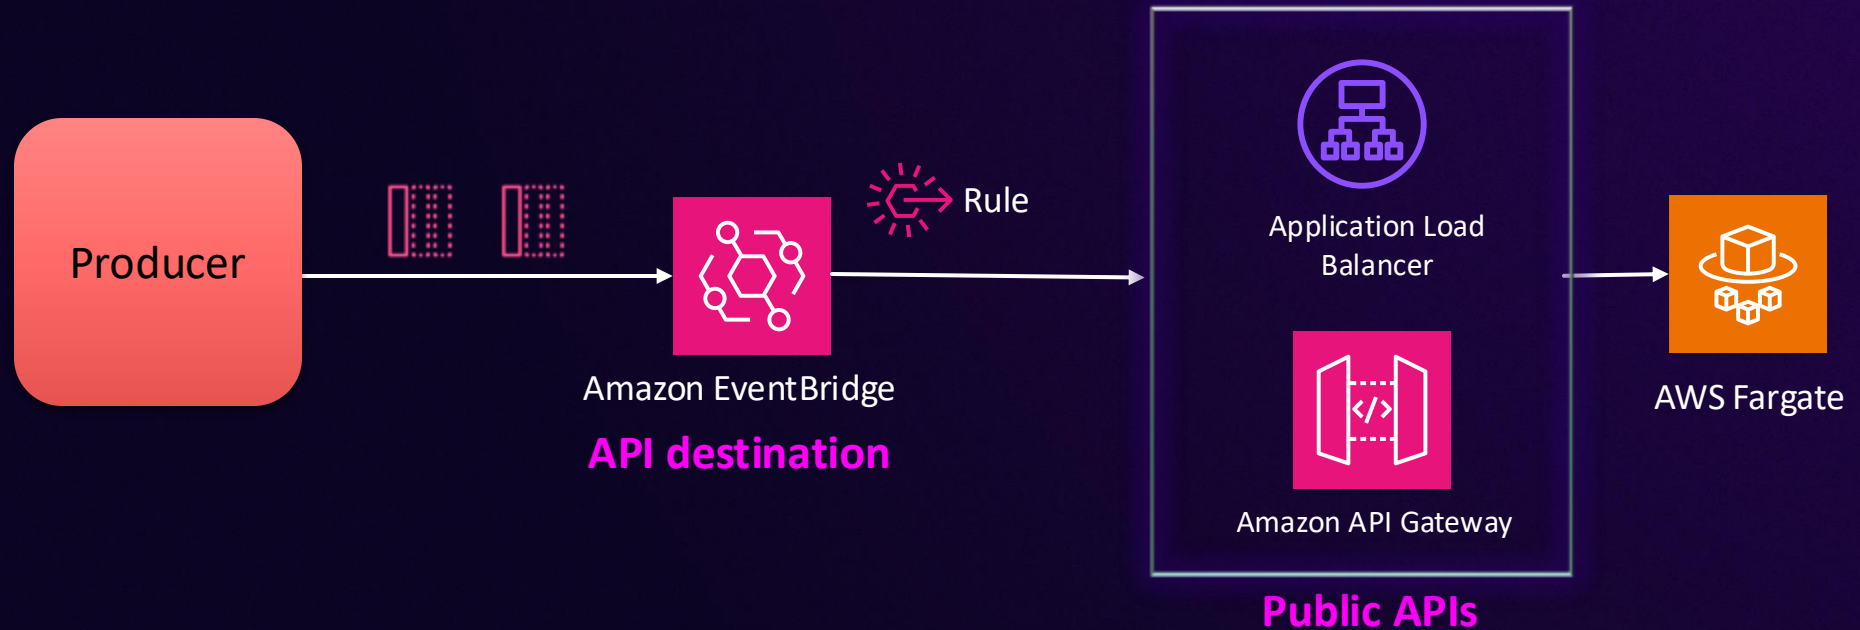 Producer
Rule
Amazon EventBridge
API destination
Application Load
Balancer
Amazon API Gateway
Public APIs
AWS Fargate